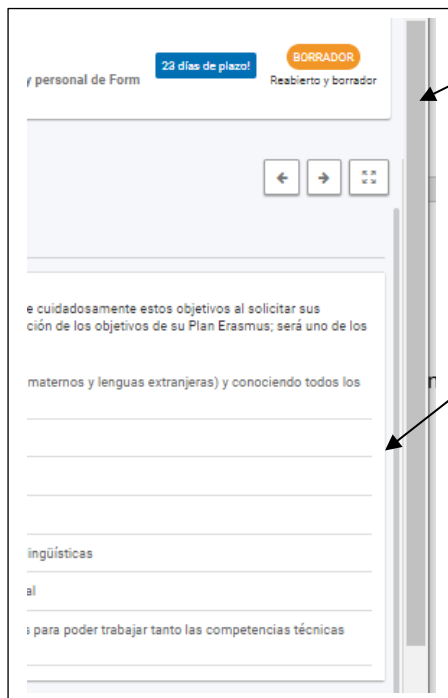 23 días de plazo!
BORRADOR
y personal de Form
Reabierto y borrador
e cuidadosamente estos objetivos al solicitar sus
ción de los objetivos de su Plan Erasmus; será uno de los
maternos y lenguas extranjeras) y conociendo todos los
ingüísticas
al
s para poder trabajar tanto las competencias técnicas